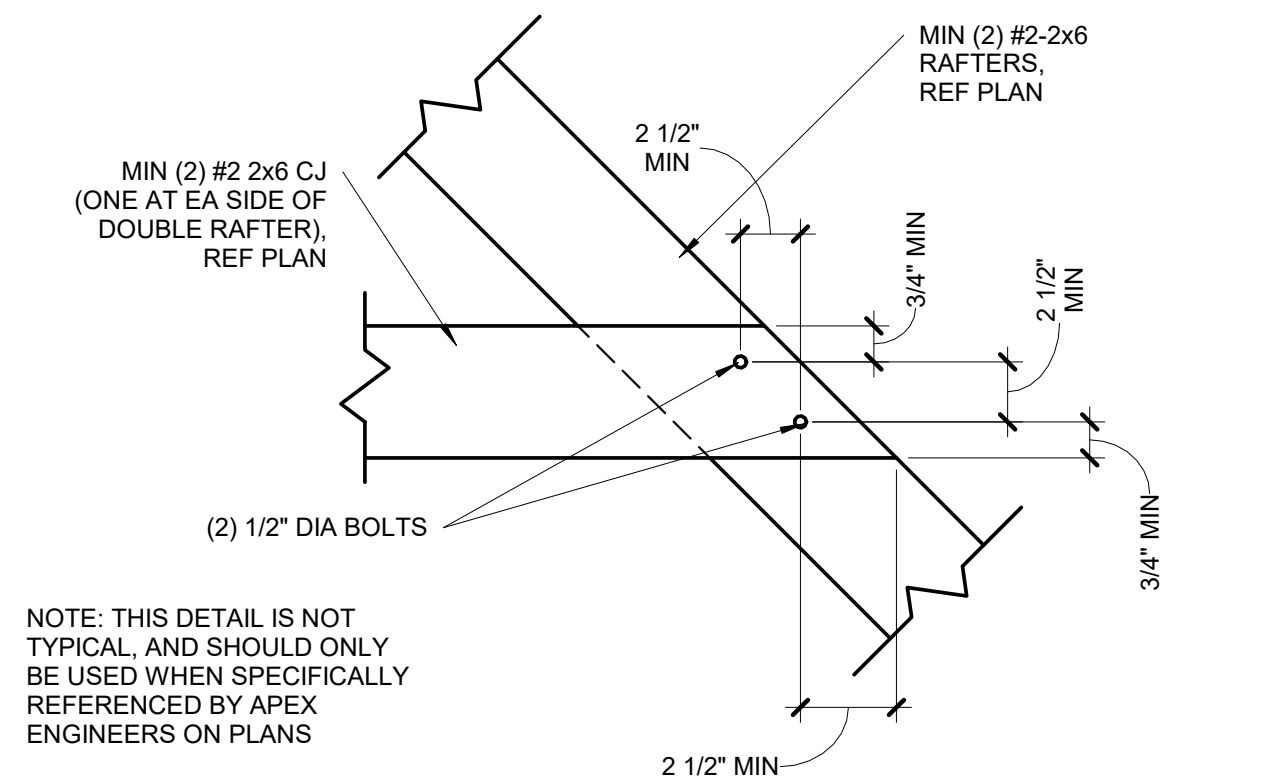 MIN (2) #2-2x6
RAFTERS,
REF PLAN
2 1/2"
MIN
MIN (2) #2 2x6 CJ
(ONE AT EA SIDE OF
DOUBLE RAFTER),
REF PLAN
3/4" MIN
2 1/2"
MIN
3/4" MIN
(2) 1/2" DIA BOLTS
NOTE: THIS DETAIL IS NOT
TYPICAL, AND SHOULD ONLY
BE USED WHEN SPECIFICALLY
REFERENCED BY APEX
ENGINEERS ON PLANS
2 1/2" MIN